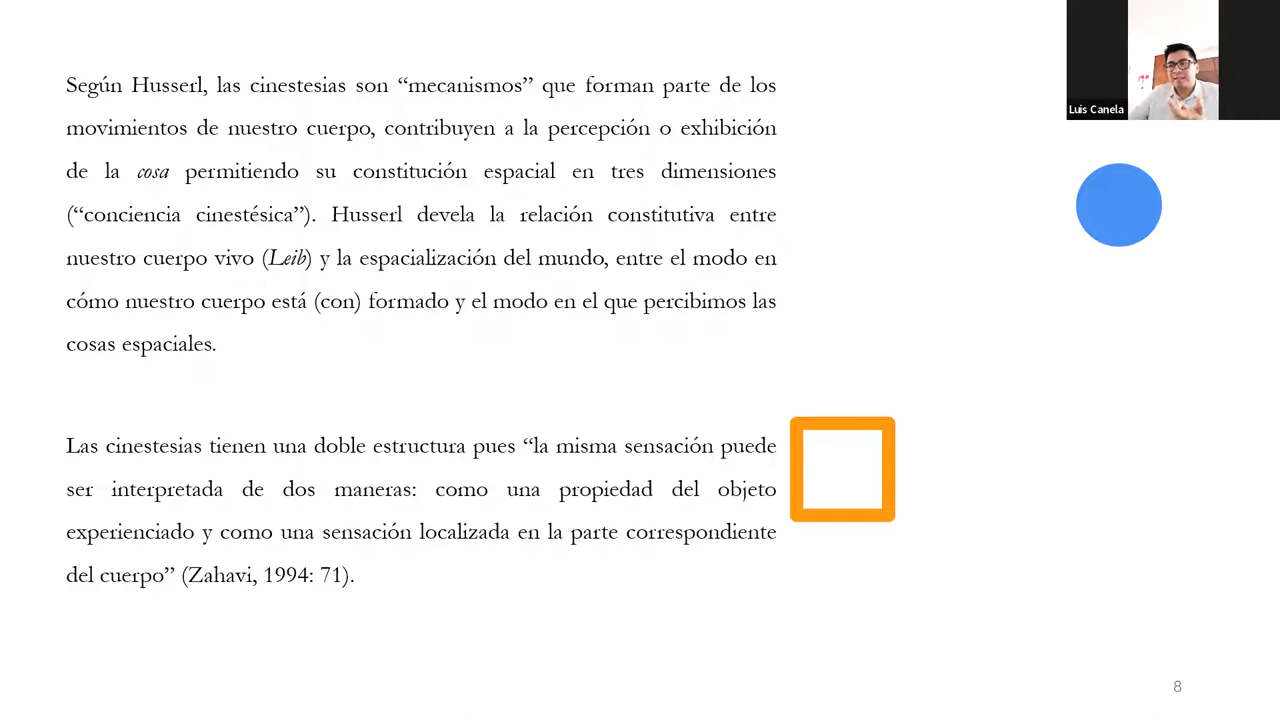 Según Husserl, las cinestesias son “mecanismos” que forman parte de los
movimientos de nuestro cuerpo, contribuyen a la percepción o exhibición
de la cosa permitiendo su constitución espacial en tres dimensiones
(“conciencia cinestésica”). Husserl devela la relación constitutiva entre
nuestro cuerpo vivo (Leib) y la espacialización del mundo, entre el modo en
cómo nuestro cuerpo está (con) formado y el modo en el que percibimos las
cosas espaciales.
Las cinestesias tienen una doble estructura pues “la misma sensación puede
ser interpretada de dos maneras: como una propiedad del objeto
experienciado y como una sensación localizada en la parte correspondiente
del cuerpo” (Zahavi, 1994: 71).
Luis Canela
8